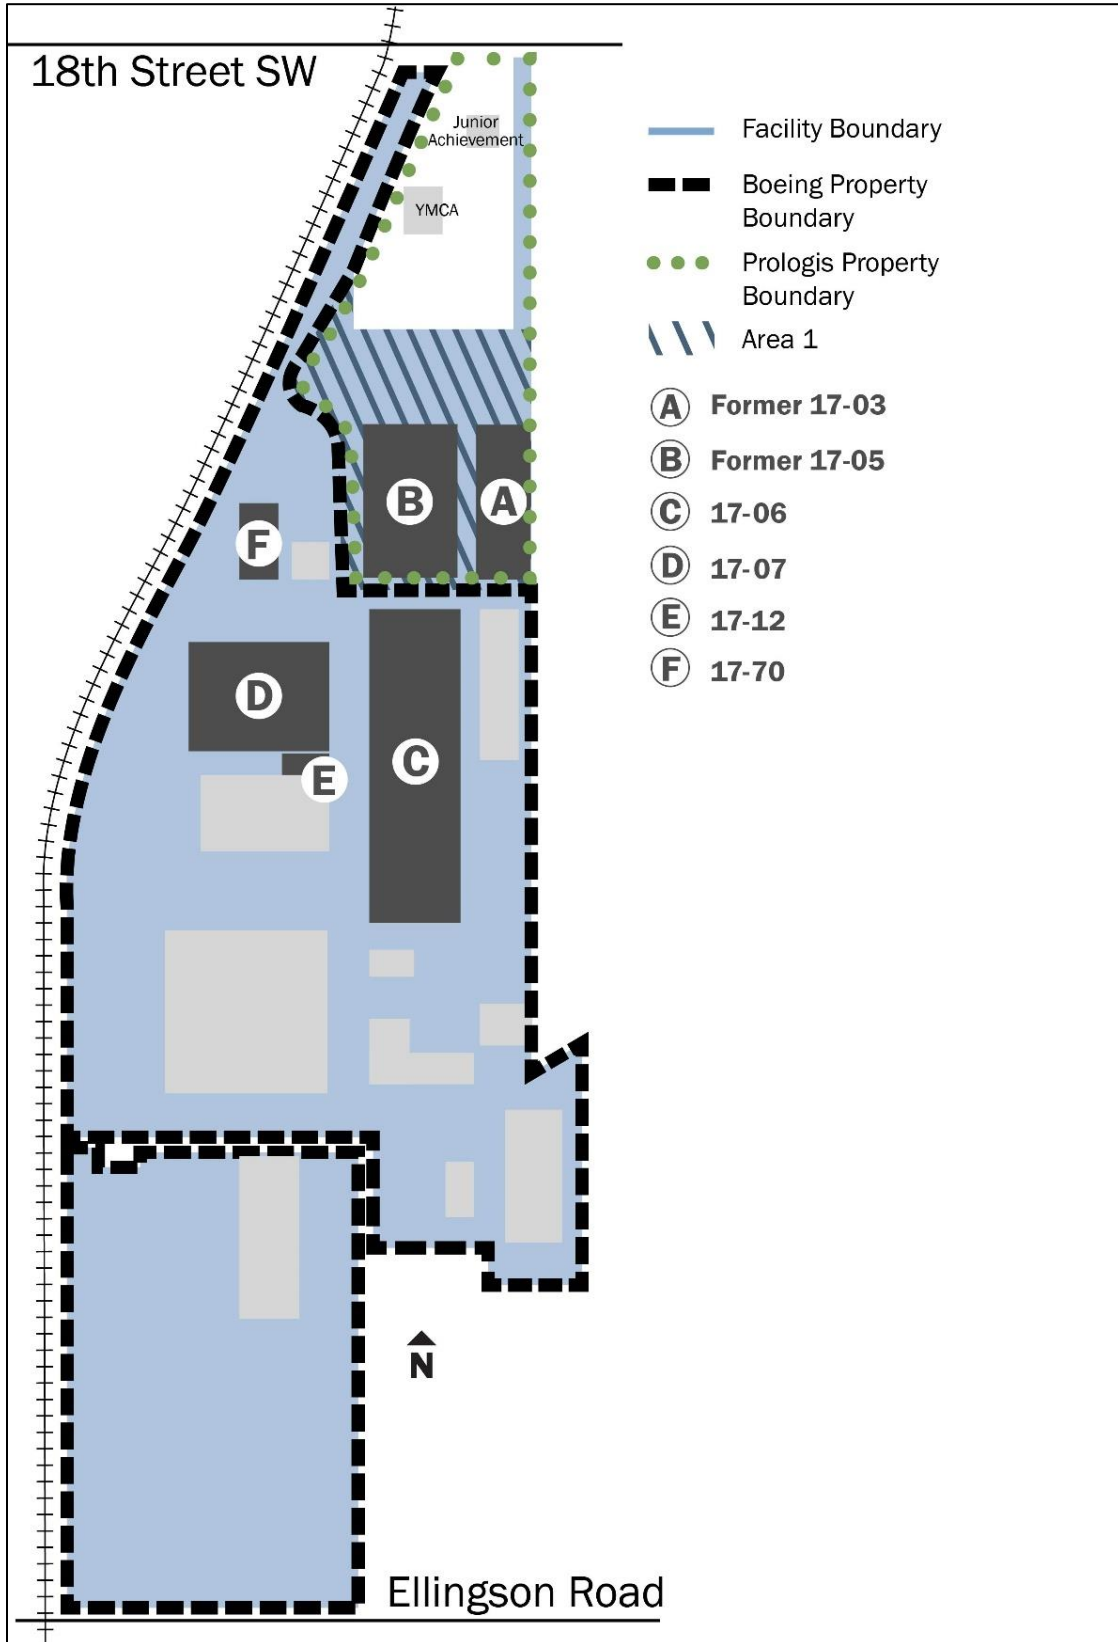 18th Street SW
Junior
Achievement
YMCA
Facility Boundary
Boeing Property
Boundary
Prologis Property
Boundary
Area 1
A Former 17-03
B Former 17-05
C 17-06
D 17-07
E 17-12
F 17-70
B
A
F
D
C
E
N
Ellingson Road